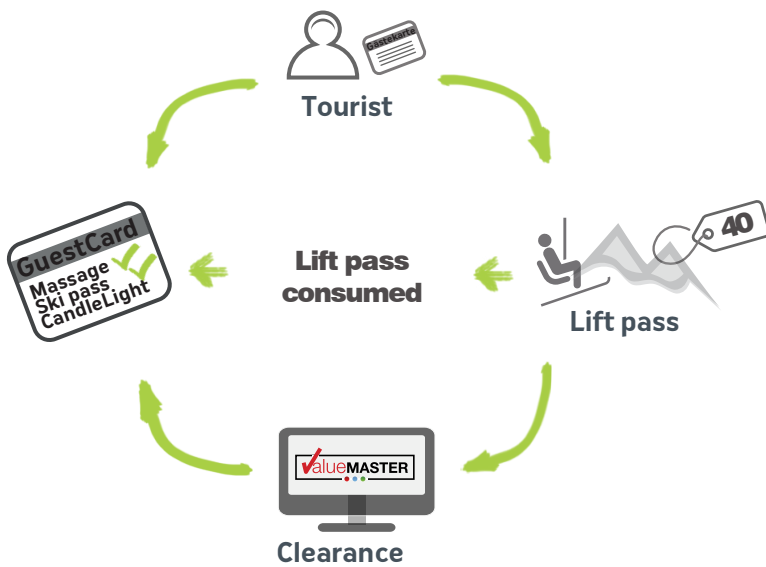 Gästekarte
Tourist
GuestCard
Massage
Ski pass
CandleLight
Lift pass
consumed
40
Lift pass
ValueMASTER
Clearance